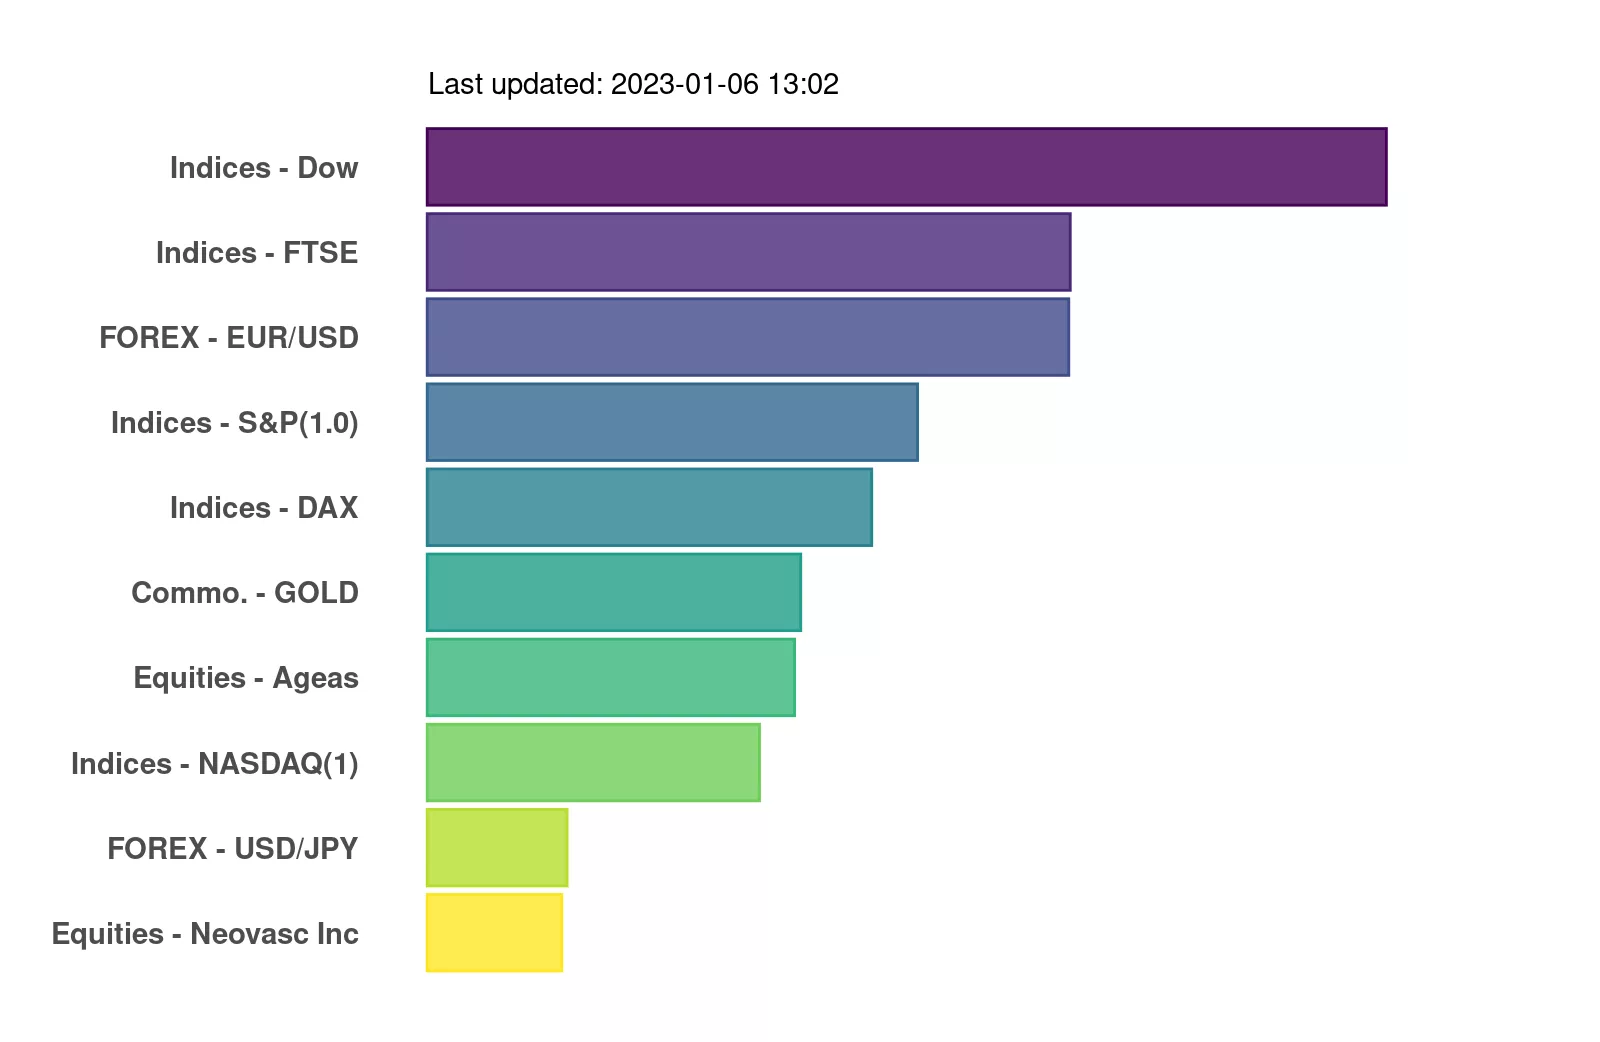 Last updated: 2023-01-06 13:02
Indices - Dow
Indices - FTSE
FOREX - EUR/USD
Indices - S&P(1.0)
Indices - DAX
Commo. - GOLD
Equities - Ageas
Indices - NASDAQ(1)
FOREX - USD/JPY
Equities - Neovasc Inc